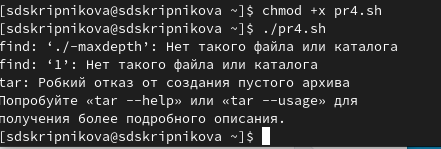 [sdskripnikova@sdskripnikova ~]$ chmod +x pr4.sh
[sdskripnikova@sdskripnikova ~]$ ./pr4.sh
find: ‘./-maxdepth’: Нет такого файла или каталога
find: ‘1’: Нет такого файла или каталога
tar: Робкий отказ от создания пустого архива
Попробуйте «tar --help» или «tar --usage» для
получения более подробного описания.
[sdskripnikova@sdskripnikova ~]$